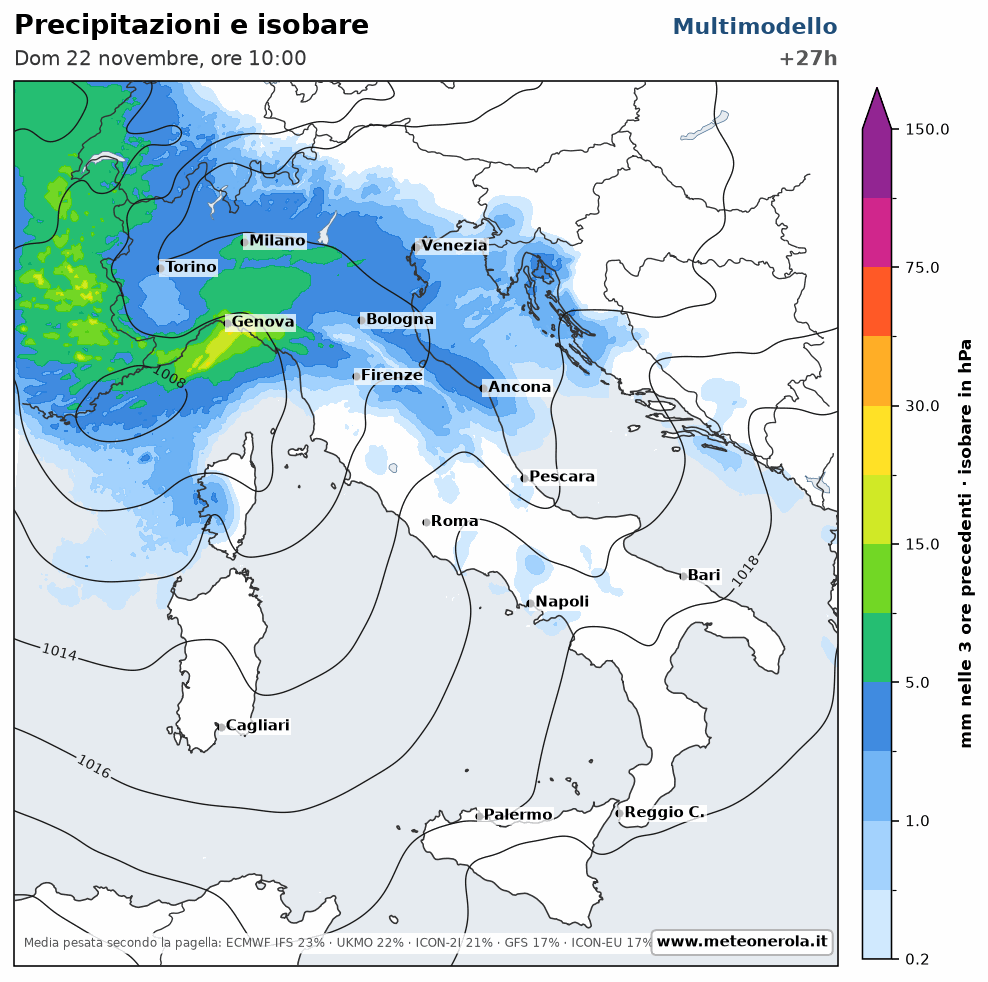 Precipitazioni e isobare
Multimodello
Dom 22 novembre, ore 10:00
+27h
150.0
75.0
30.0
15.0
5.0
1.0
0.2
mm nelle 3 ore precedenti · isobare in hPa
Milano
Venezia
Torino
Genova
Bologna
1008
Firenze
Ancona
Pescara
Roma
Bari
1018
Napoli
1014
Cagliari
1016
Palermo
Reggio C.
Media pesata secondo la pagella: ECMWF IFS 23% · UKMO 22% · ICON-2I 21% · GFS 17% · ICON-EU 17%
www.meteonerola.it